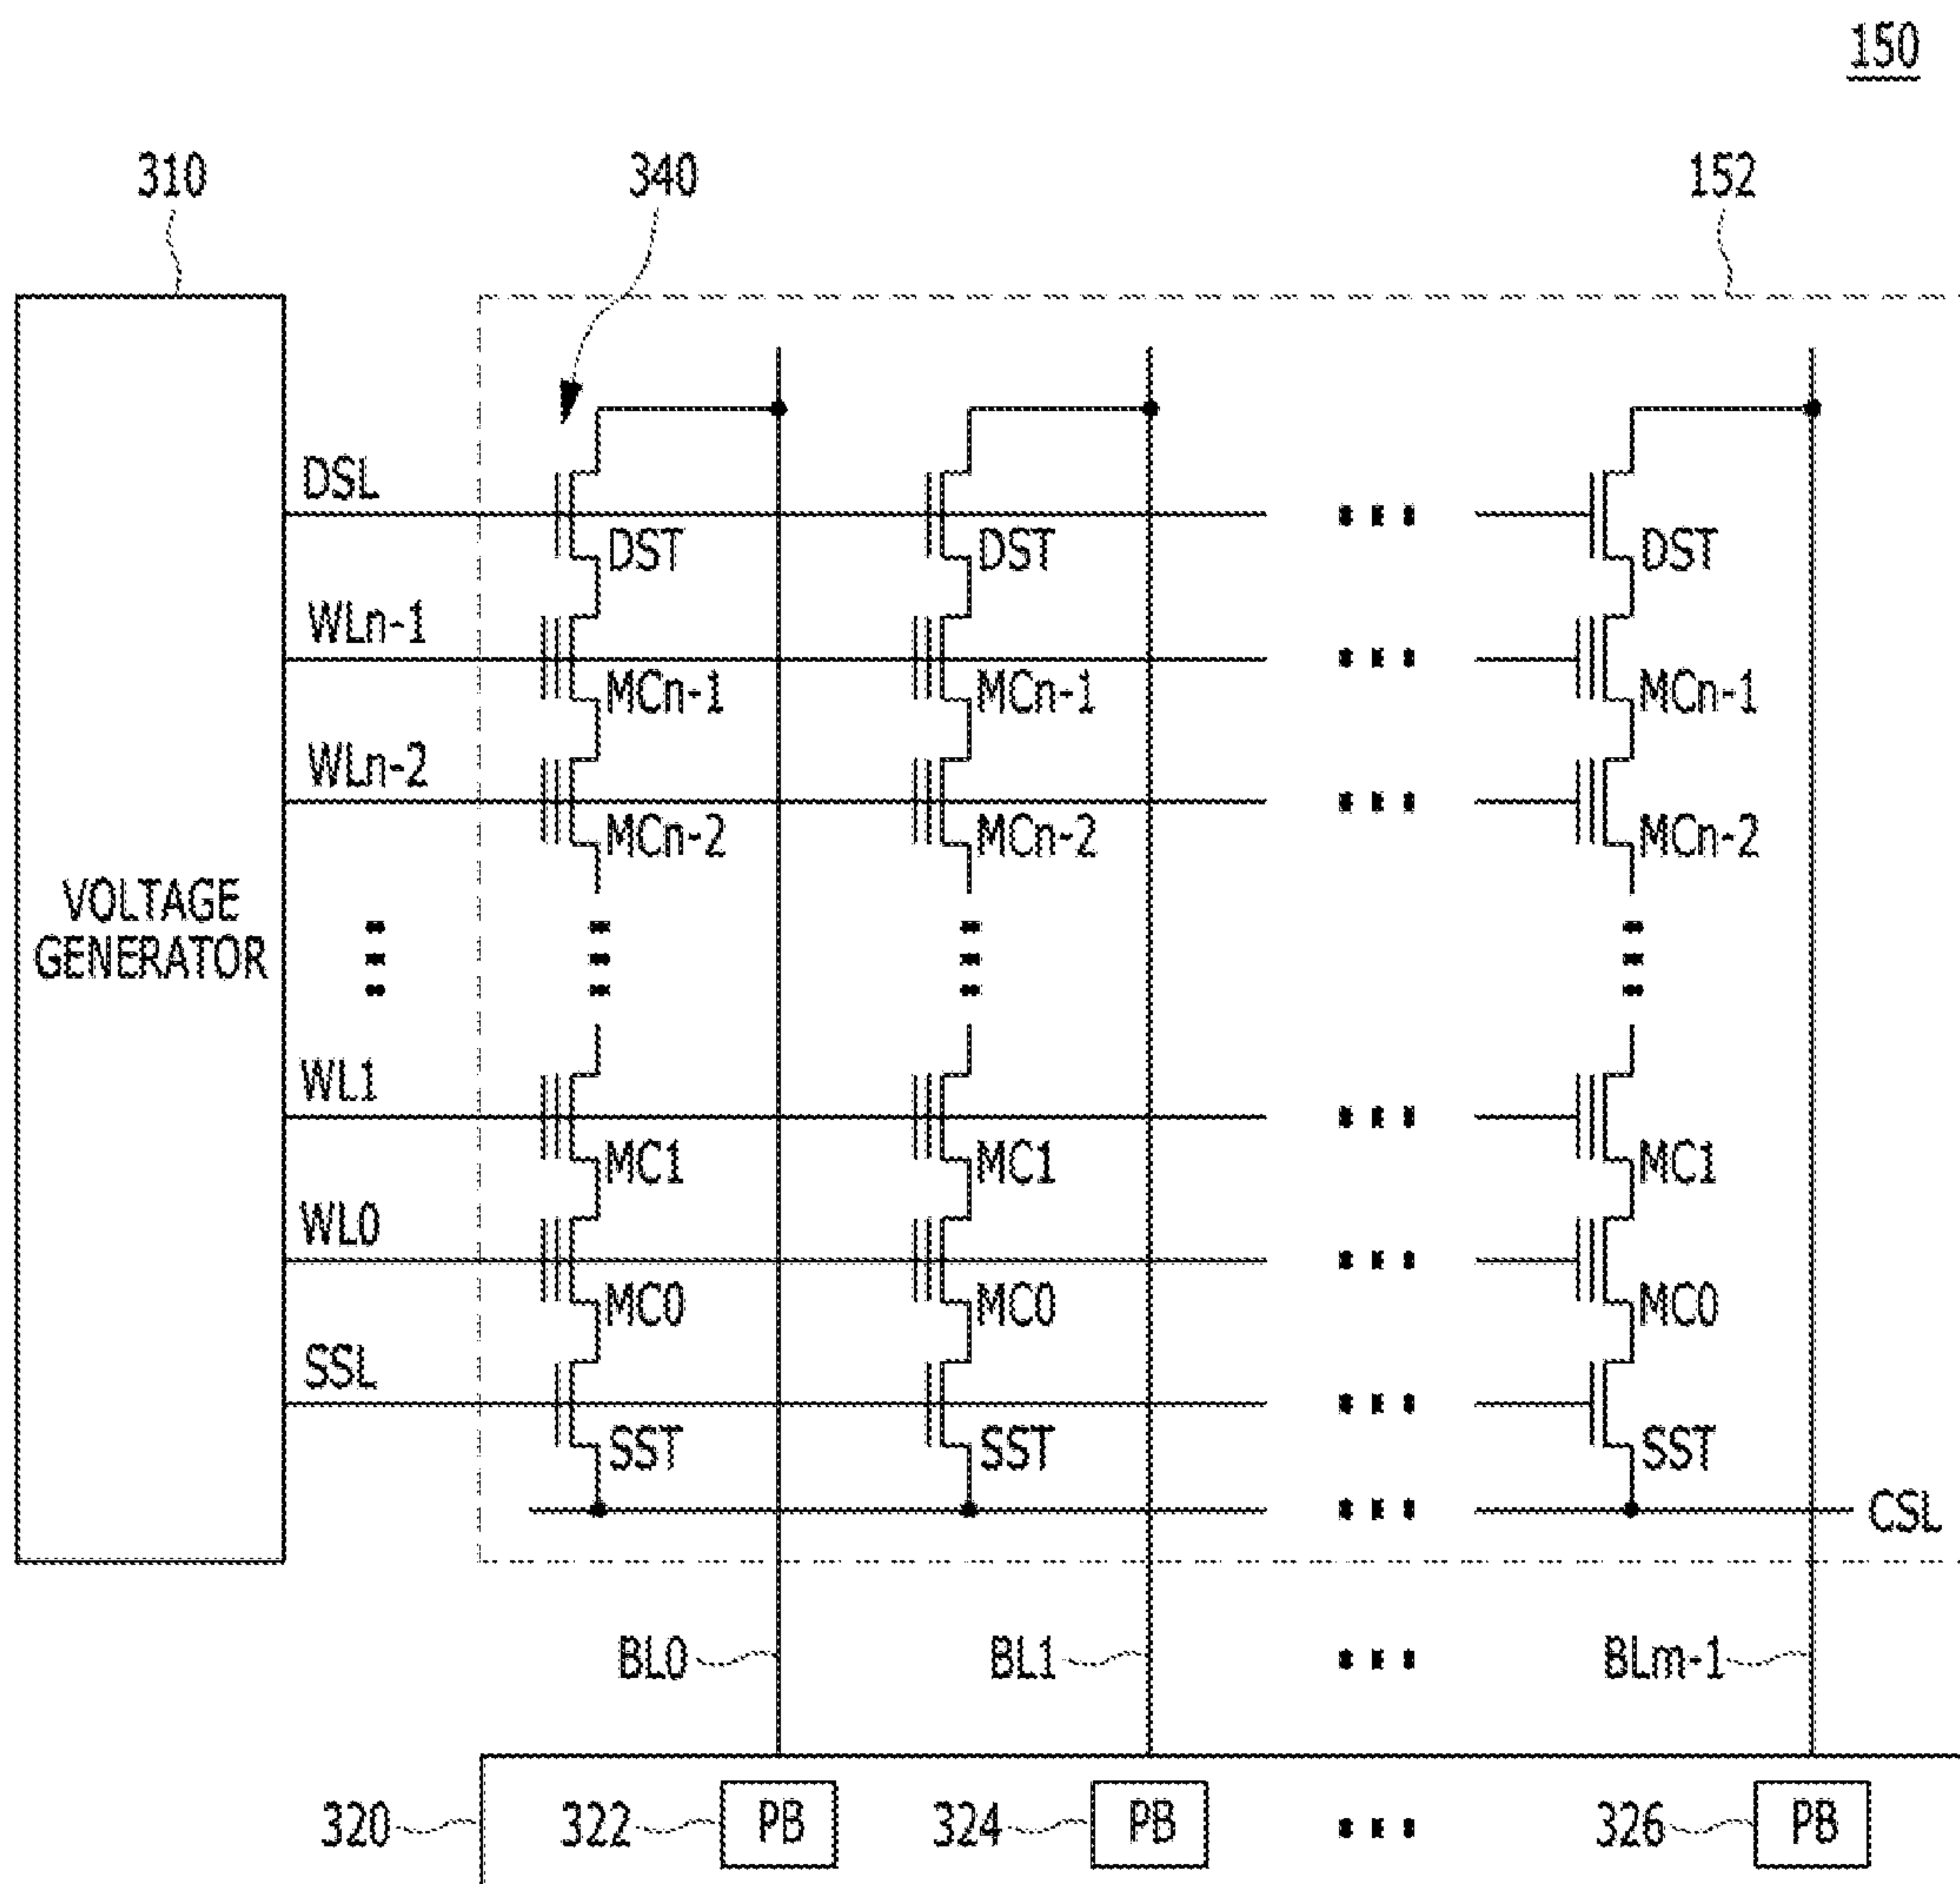 150
310
340
152
DSL
DST
DST
DST
WLn-1
MCn-1
MCn-1
MCn-1
WLn-2
MCn-2
MCn-2
MCn-2
VOLTAGE
GENERATOR
WL1
MC1
MC1
MC1
WL0
MC0
MC0
MC0
SSL
SST
SST
SST
CSL
BL0
BL1
BLm-1
320
322
PB
324
PB
326
PB